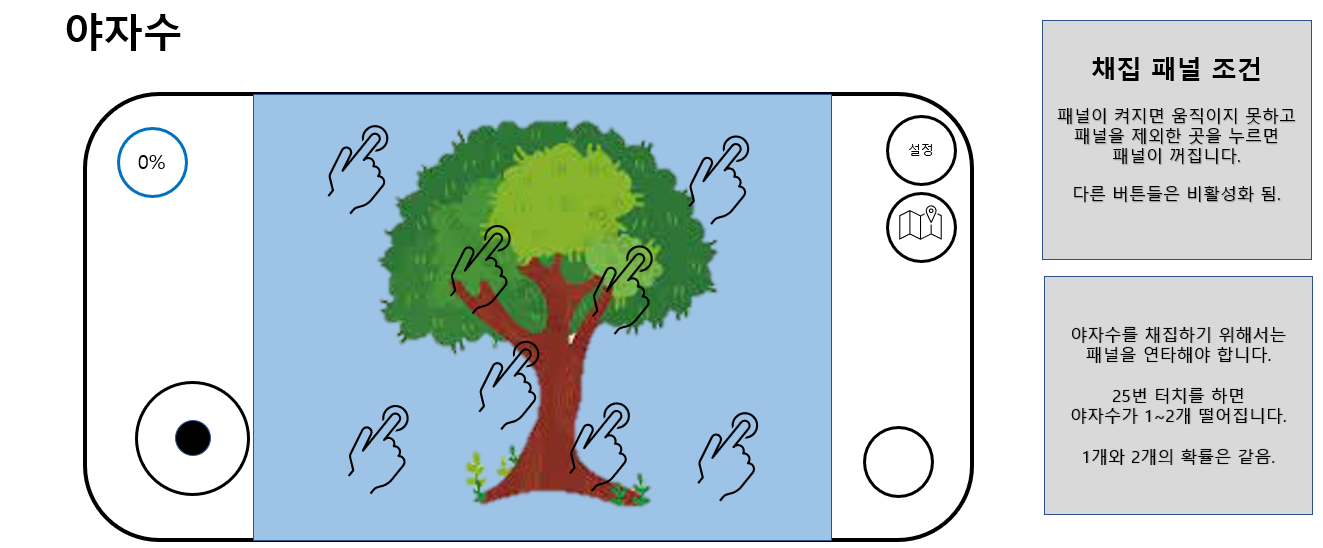 야자수
0%
설정
채집 패널 조건
패널이 켜지면 움직이지 못하고
패널을 제외한 곳을 누르면
패널이 꺼집니다.
다른 버튼들은 비활성화 됨.
야자수를 채집하기 위해서는
패널을 연타해야 합니다.
25번 터치를 하면
야자수가 1~2개 떨어집니다.
1개와 2개의 확률은 같음.